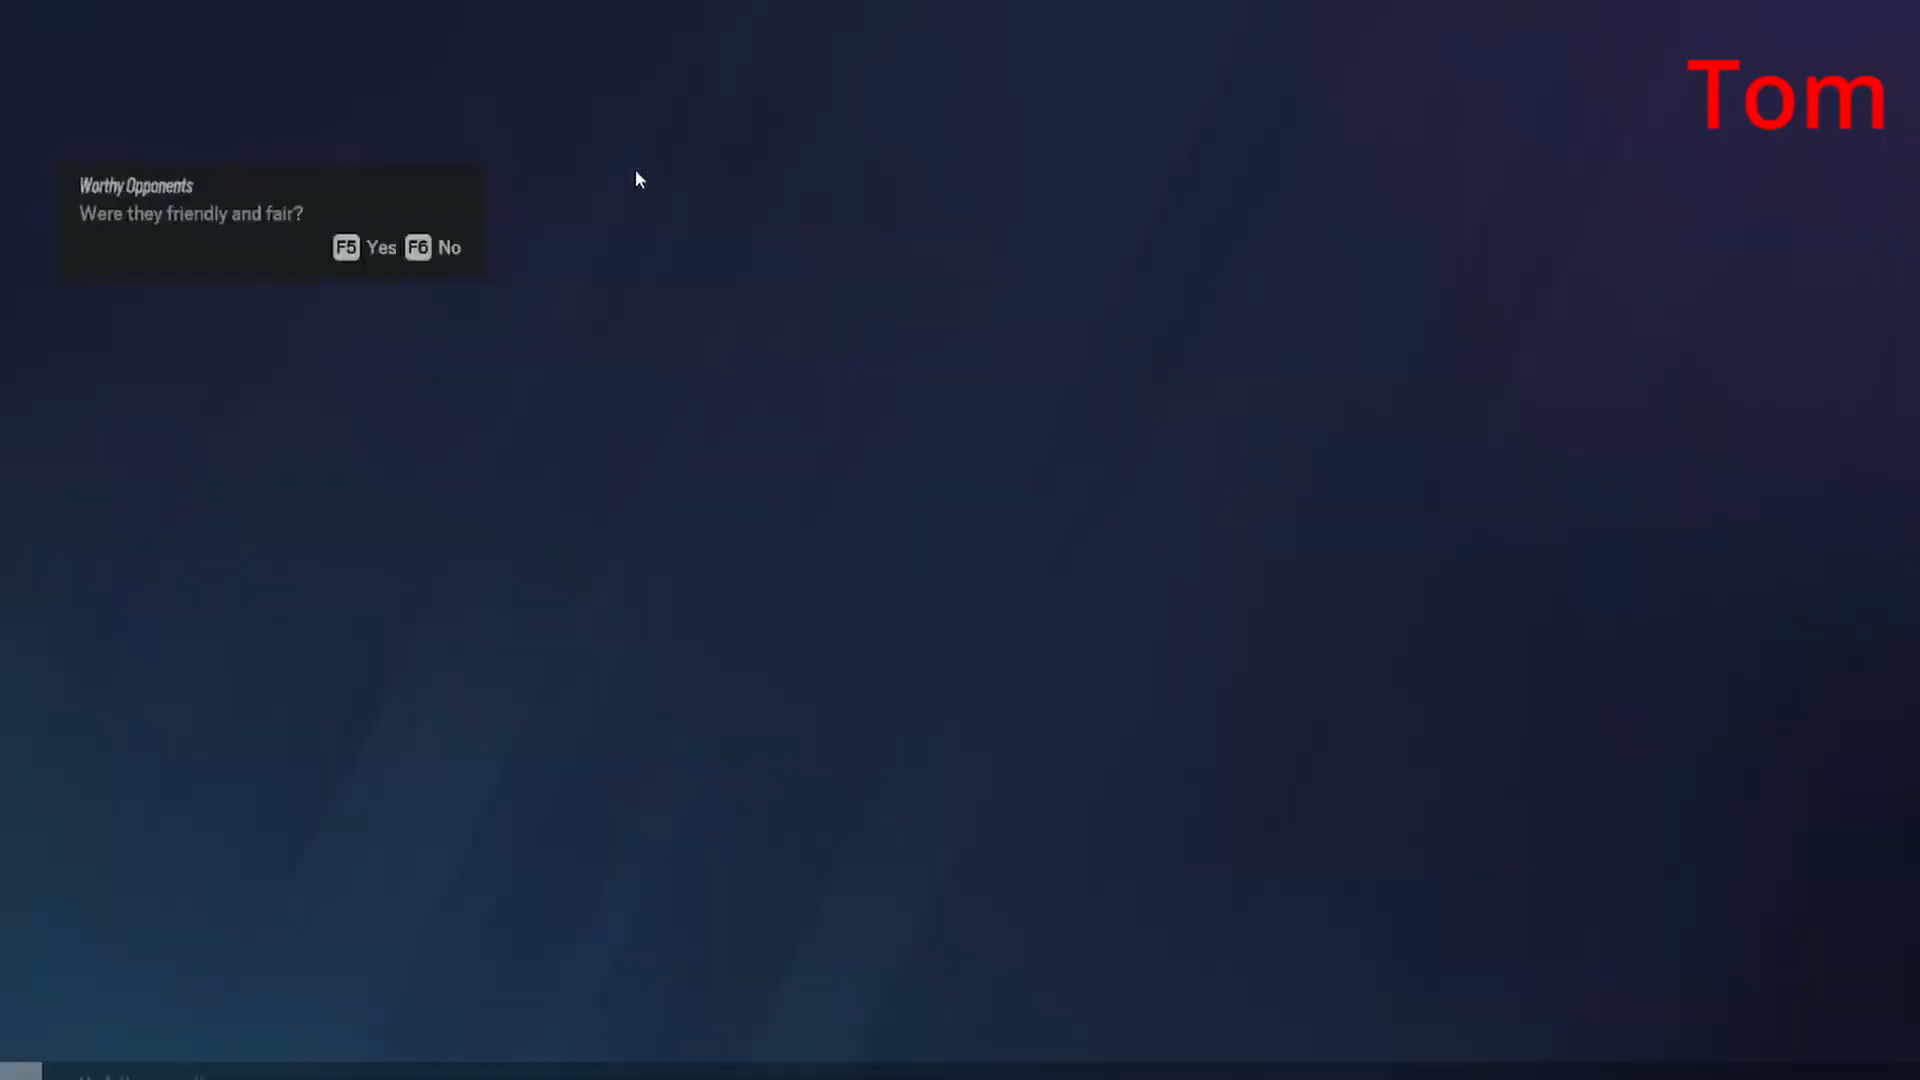 Tom
Worthy Opponents
Were they friendly and fair?
F5 Yes F6 No